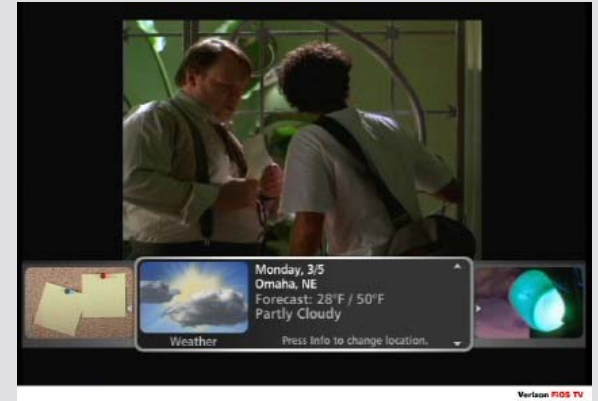 Monday, 3/5
Omaha, NE
Forecast: 28°F / 50°F
Partly Cloudy
Weather
Press Info to change location.
Verizon FiOS TV